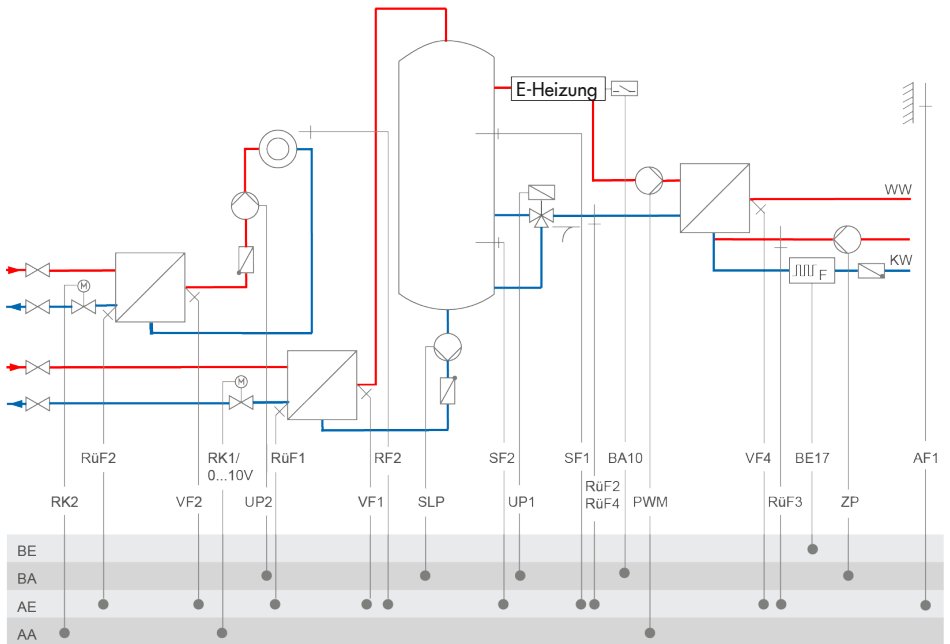 E-Heizung
WW
M
KW
F
M
RüF2
RK1/
0...10V
RüF1
RF2
SF2
SF1
BA10
VF4
BE17
AF1
RK2
VF2
UP2
VF1
SLP
UP1
RüF2
RüF4
PWM
RüF3
ZP
BE
BA
AE
AA